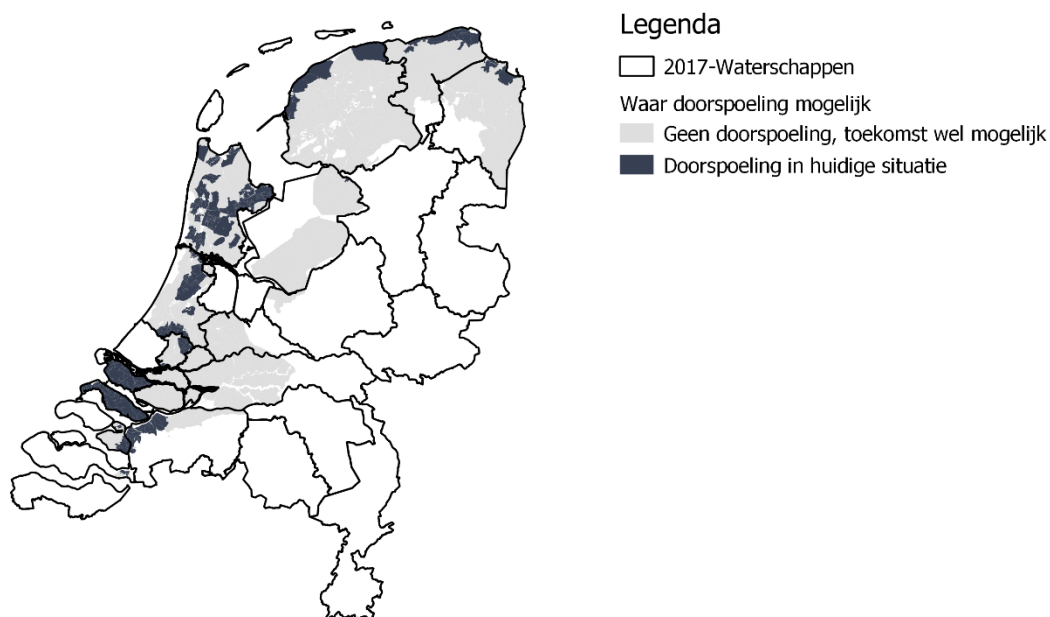 Legenda
2017-Waterschappen
Waar doorspoeling mogelijk
Geen doorspoeling, toekomst wel mogelijk
Doorspoeling in huidige situatie